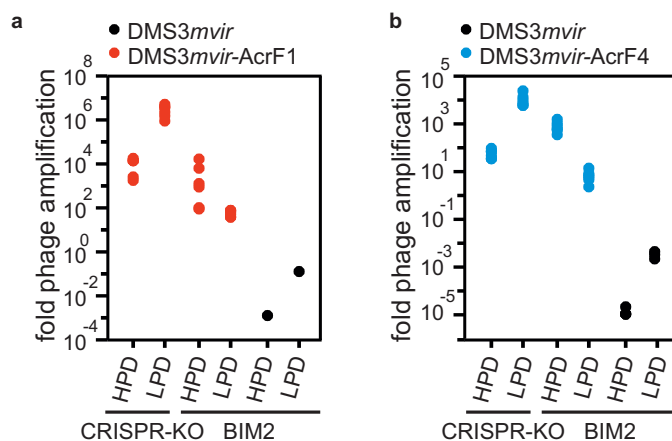 a
DMS3mvir
DMS3mvir-AcrF1
fold phage amplification
10^8
10^6
10^4
10^2
10^0
10^-2
10^-4
HPD LPD HPD LPD HPD LPD
CRISPR-KO BIM2
b
DMS3mvir
DMS3mvir-AcrF4
fold phage amplification
10^5
10^3
10^1
10^-1
10^-3
10^-5
HPD LPD HPD LPD HPD LPD
CRISPR-KO BIM2